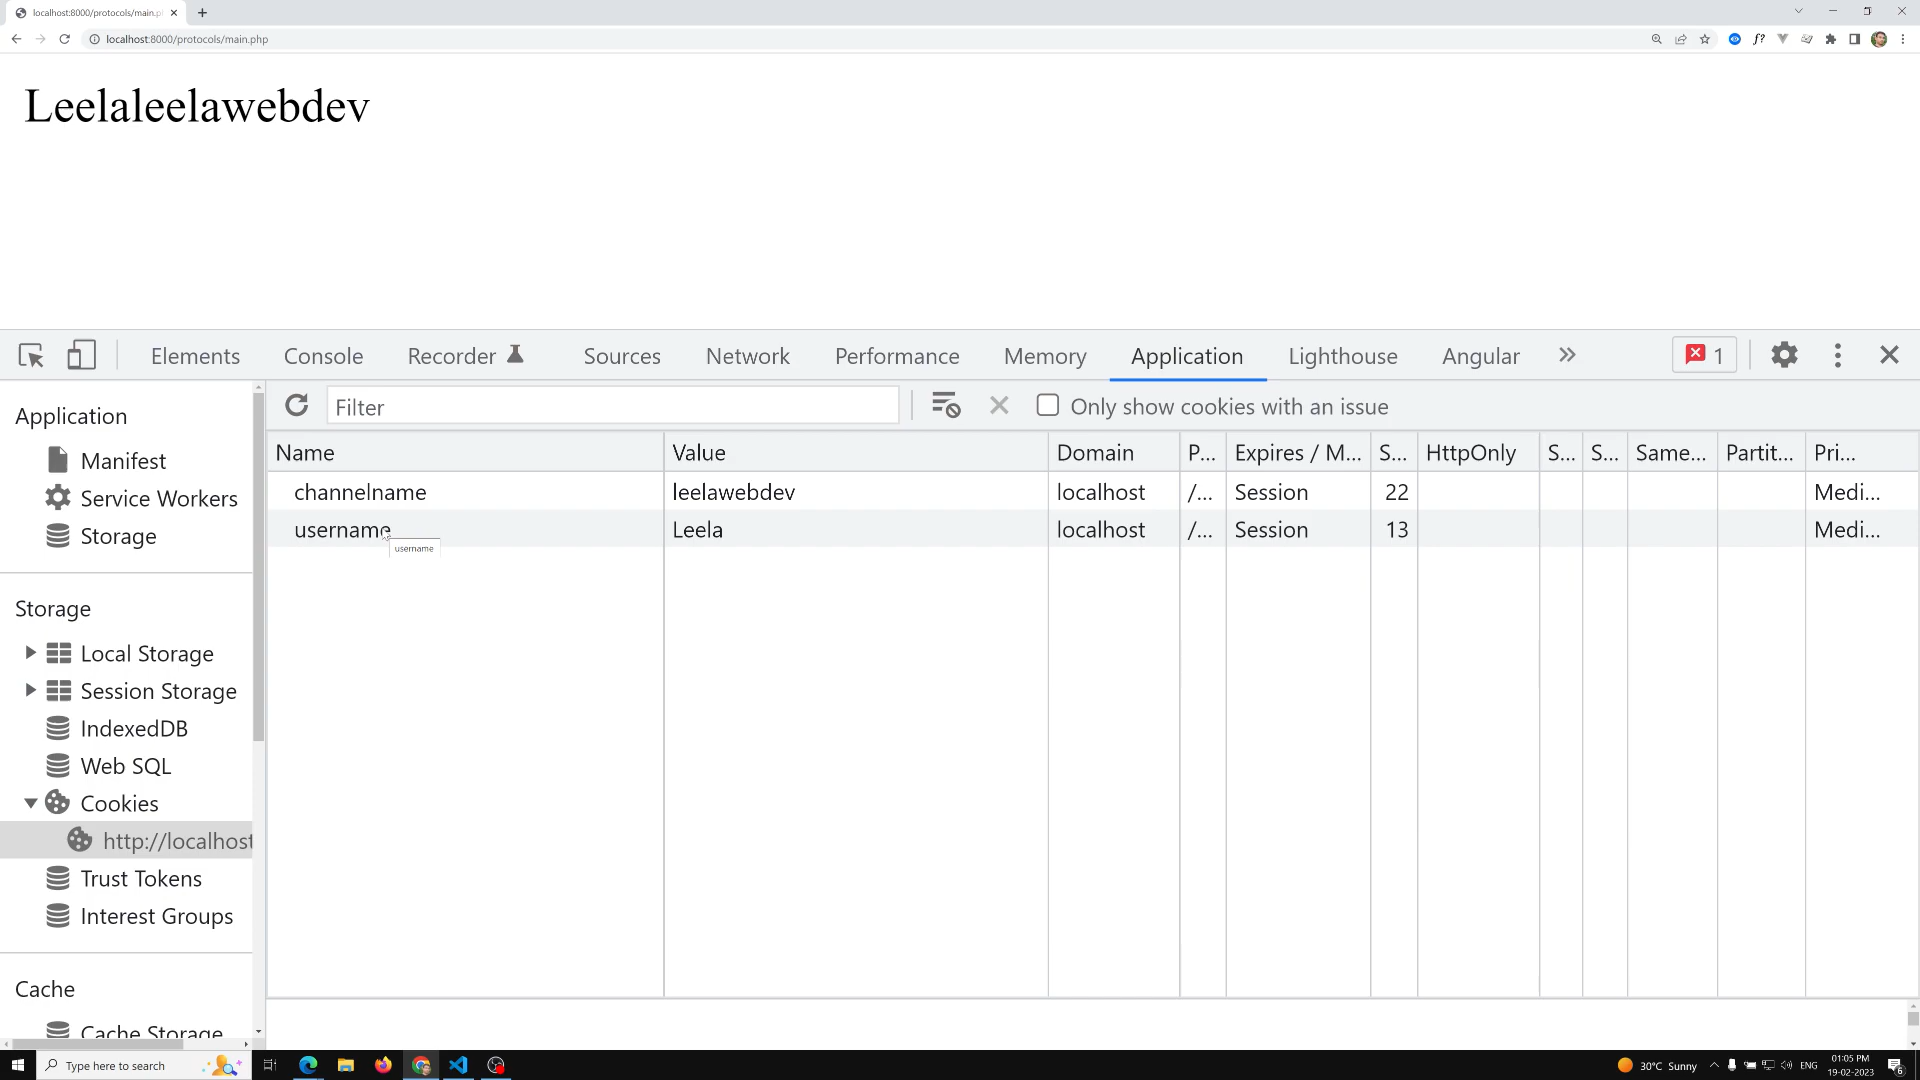 localhost:8000/protocols/main.p
localhost:8000/protocols/main.php
f?
Leelaleelawebdev
Elements Console Recorder Sources Network Performance Memory Application Lighthouse Angular 1
Application
Manifest
Service Workers
Storage
Storage
Local Storage
Session Storage
IndexedDB
Web SQL
Cookies
http://localhost
Trust Tokens
Interest Groups
Cache
Cache Storage
Filter Only show cookies with an issue
Name Value Domain P... Expires / M... S... HttpOnly S... S... Same... Partit... Pri...
channelname leelawebdev localhost /... Session 22 Medi...
username Leela localhost /... Session 13 Medi...
username
Type here to search
30°C Sunny
ENG
01:05 PM
19-02-2023
6